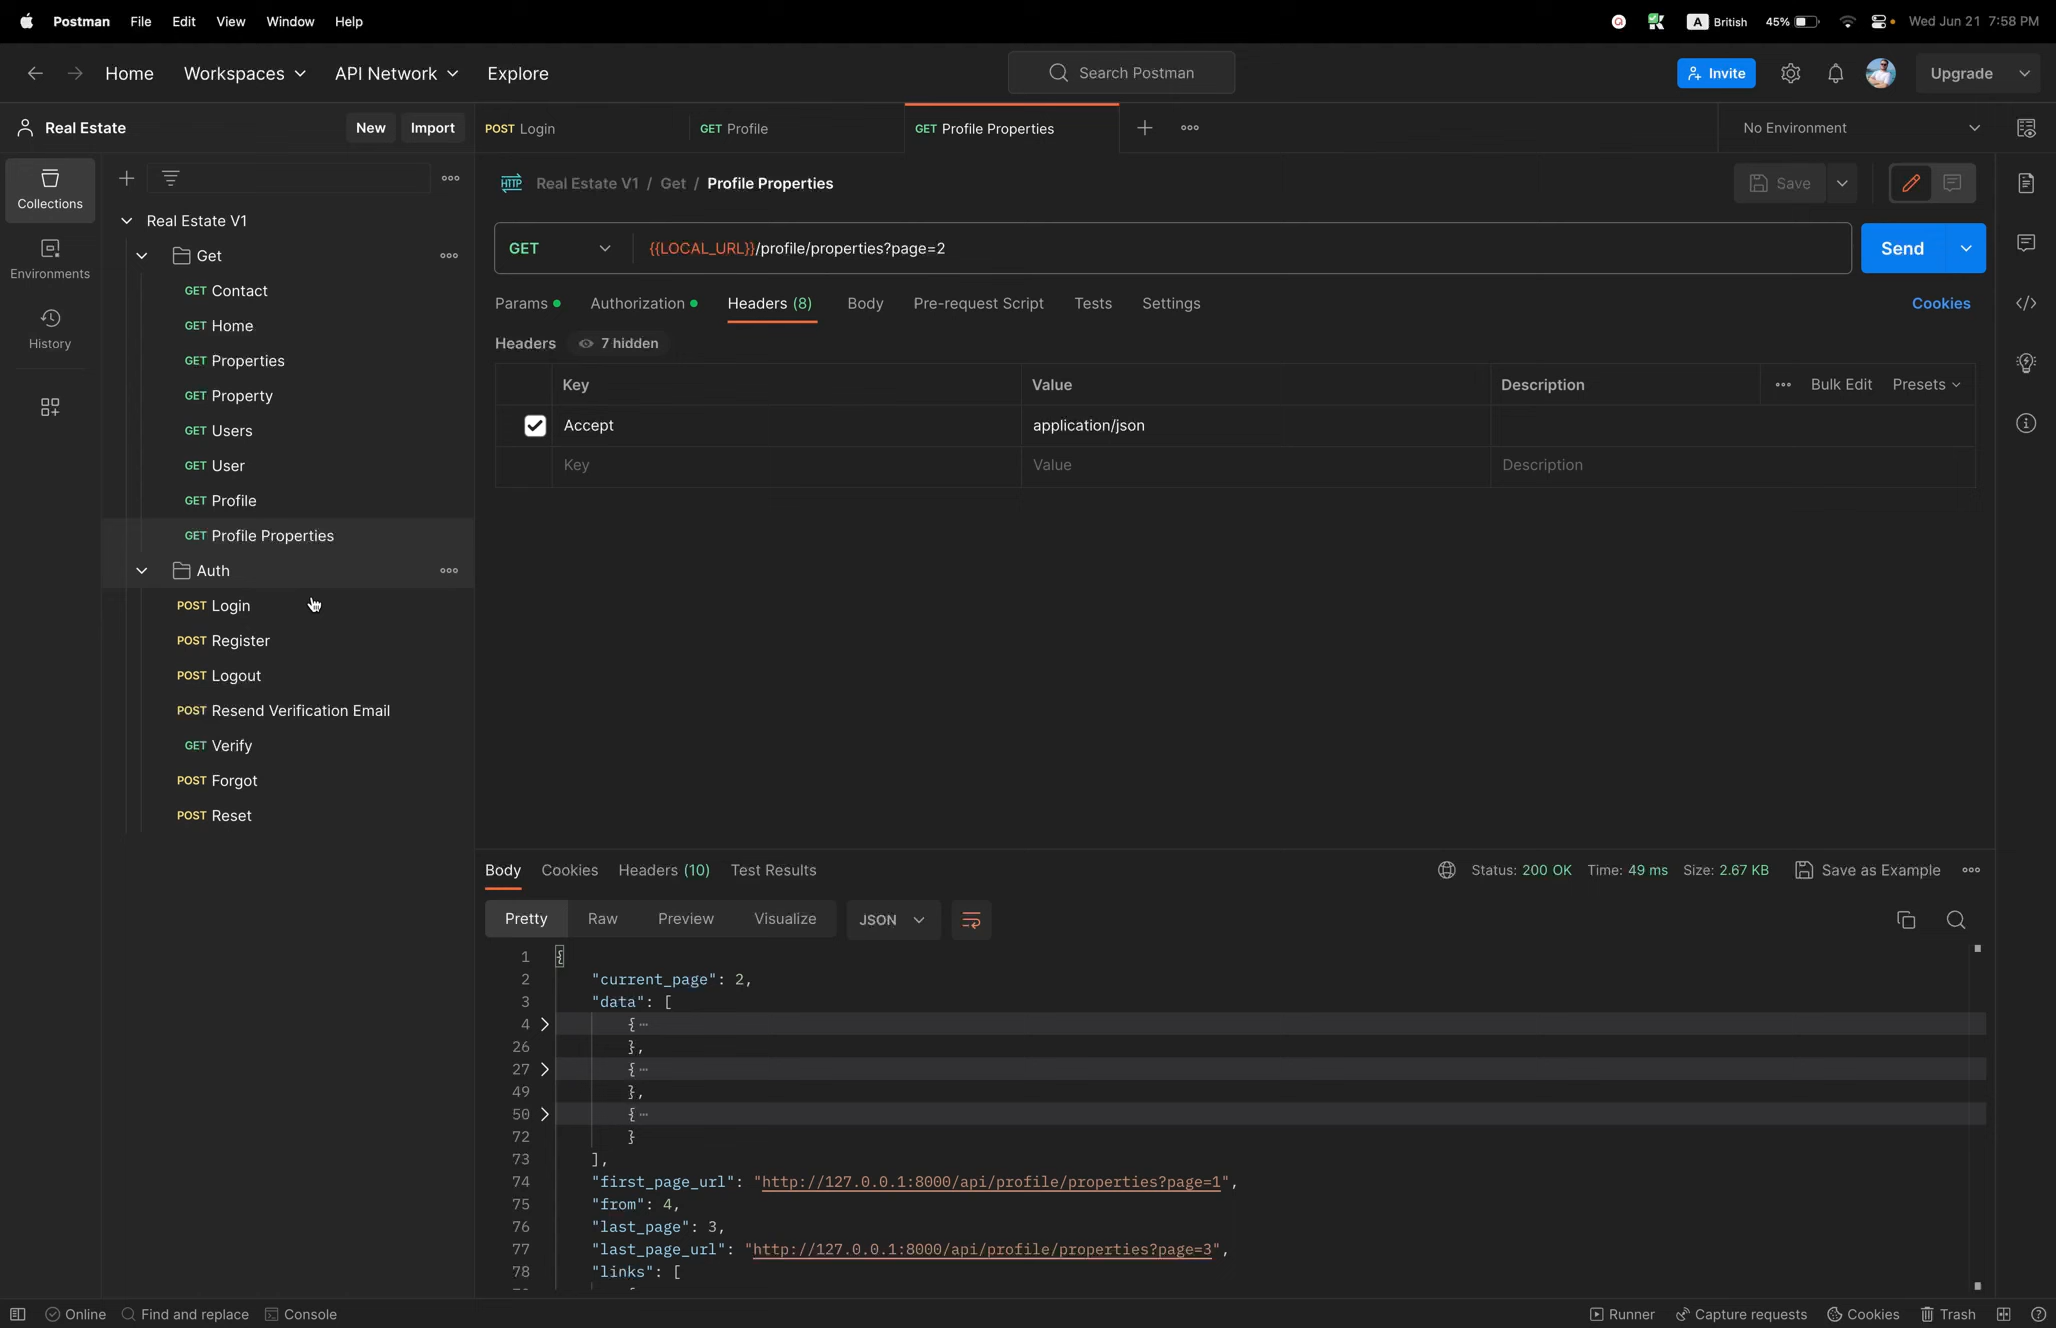 Postman File Edit View Window Help
A British 45% Wed Jun 21 7:58 PM
Home Workspaces API Network Explore
Search Postman
Invite Upgrade
Real Estate New Import
POST Login GET Profile GET Profile Properties
No Environment
Collections
Environments
History
Real Estate V1
Get
GET Contact
GET Home
GET Properties
GET Property
GET Users
GET User
GET Profile
GET Profile Properties
Auth
POST Login
POST Register
POST Logout
POST Resend Verification Email
GET Verify
POST Forgot
POST Reset
HTTP Real Estate V1 / Get / Profile Properties
Save
GET {{LOCAL_URL}}/profile/properties?page=2 Send
Params Authorization Headers (8) Body Pre-request Script Tests Settings Cookies
Headers 7 hidden
Key Value Description Bulk Edit Presets
Accept application/json
Key Value Description
Body Cookies Headers (10) Test Results Status: 200 OK Time: 49 ms Size: 2.67 KB Save as Example
Pretty Raw Preview Visualize JSON
1 {
2 "current_page": 2,
3 "data": [
4 {
26 },
27 {
49 },
50 {
72 }
73 ],
74 "first_page_url": "http://127.0.0.1:8000/api/profile/properties?page=1",
75 "from": 4,
76 "last_page": 3,
77 "last_page_url": "http://127.0.0.1:8000/api/profile/properties?page=3",
78 "links": [
Online Find and replace Console Runner Capture requests Cookies Trash